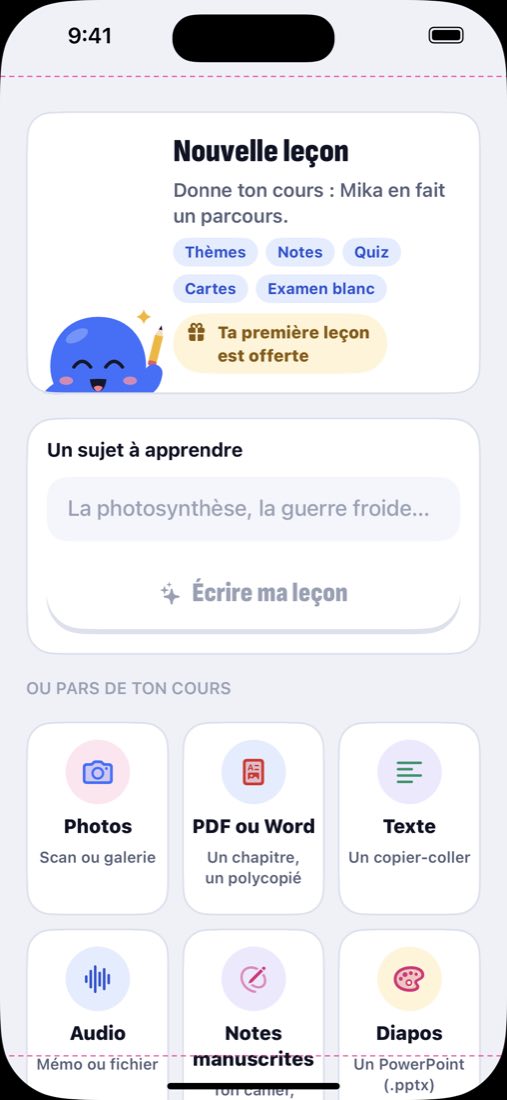 9:41
Nouvelle leçon
Donne ton cours : Mika en fait
un parcours.
Thèmes Notes Quiz
Cartes Examen blanc
Ta première leçon
est offerte
Un sujet à apprendre
La photosynthèse, la guerre froide...
Écrire ma leçon
OU PARS DE TON COURS
Photos
Scan ou galerie
PDF ou Word
Un chapitre,
un polycopié
Texte
Un copier-coller
Audio
Mémo ou fichier
Notes
manuscrites
Ton cahier,
Diapos
Un PowerPoint
(.pptx)